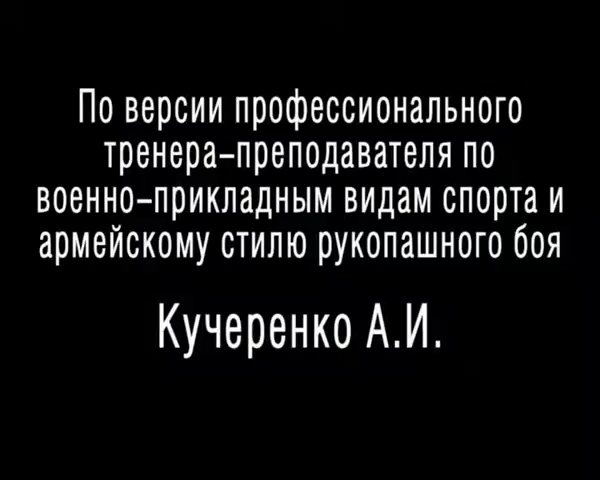 По версии профессионального
тренера-преподавателя по
военно-прикладным видам спорта и
армейскому стилю рукопашного боя
Кучеренко А.И.